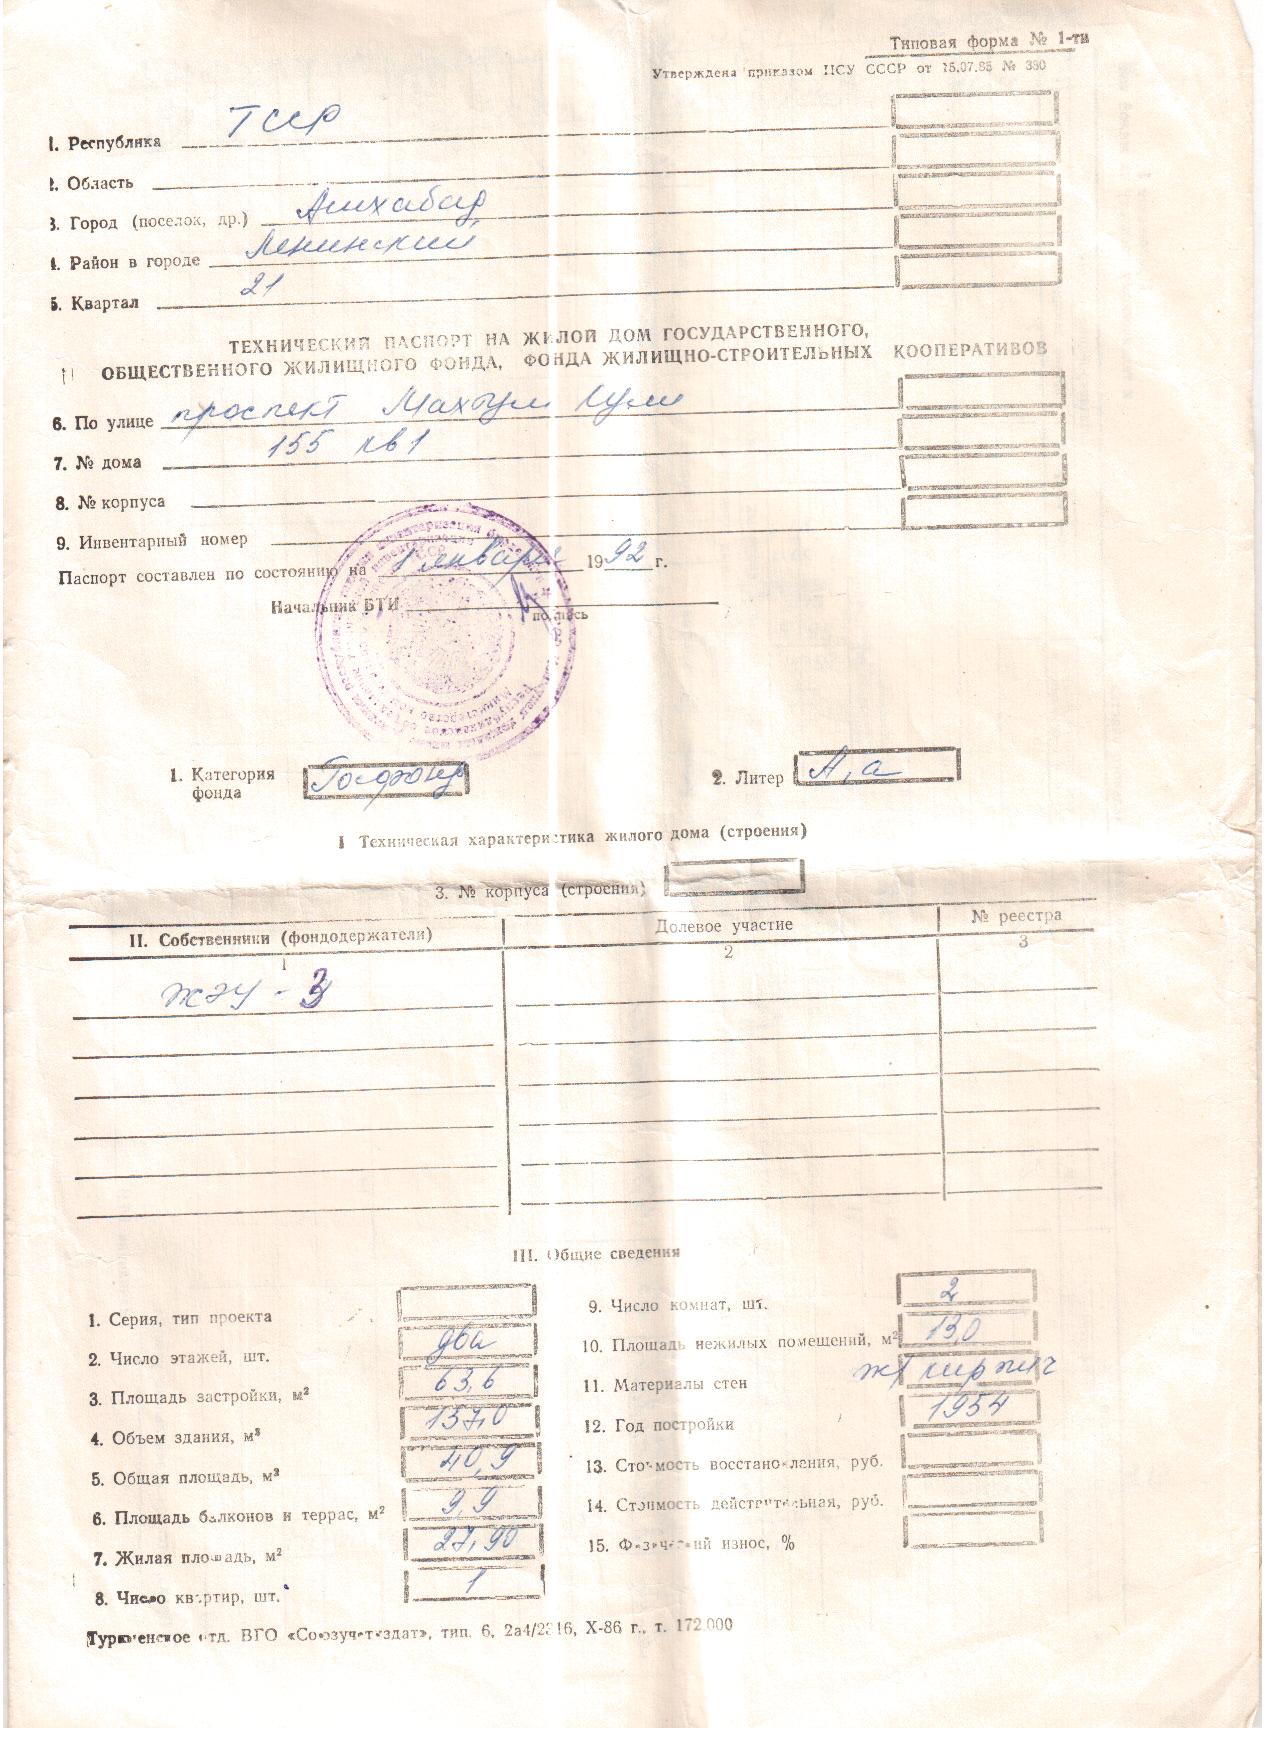 Типовая форма № 1-ти
Утверждена приказом ЦСУ СССР от 15.07.85 № 380
1. Республика ТССР
2. Область
3. Город (поселок, др.) Ашхабад
4. Район в городе Ленинский
5. Квартал 21
ТЕХНИЧЕСКИЙ ПАСПОРТ НА ЖИЛОЙ ДОМ ГОСУДАРСТВЕННОГО,
ОБЩЕСТВЕННОГО ЖИЛИЩНОГО ФОНДА, ФОНДА ЖИЛИЩНО-СТРОИТЕЛЬНЫХ КООПЕРАТИВОВ
6. По улице проспект Махтум Кули
7. № дома 155 кв 1
8. № корпуса
9. Инвентарный номер
Паспорт составлен по состоянию на 1 января 1992 г.
Начальник БТИ
подпись
1. Категория фонда Госфонд
2. Литер А, а
I Техническая характеристика жилого дома (строения)
3. № корпуса (строения)
II. Собственники (фондодержатели) Долевое участие № реестра
1 2 3
ЖЭУ - 3
III. Общие сведения
1. Серия, тип проекта
2. Число этажей, шт. два
3. Площадь застройки, м² 63,6
4. Объем здания, м³ 137,0
5. Общая площадь, м² 40,9
6. Площадь балконов и террас, м² 9,9
7. Жилая площадь, м² 27,90
8. Число квартир, шт. 1
9. Число комнат, шт. 2
10. Площадь нежилых помещений, м² 13,0
11. Материалы стен ж/кирпич
12. Год постройки 1954
13. Стоимость восстановления, руб.
14. Стоимость действительная, руб.
15. Физический износ, %
Туркменское отд. ВГО «Союзучетиздат», тип. 6, 2а4/2316, X-86 г., т. 172.000